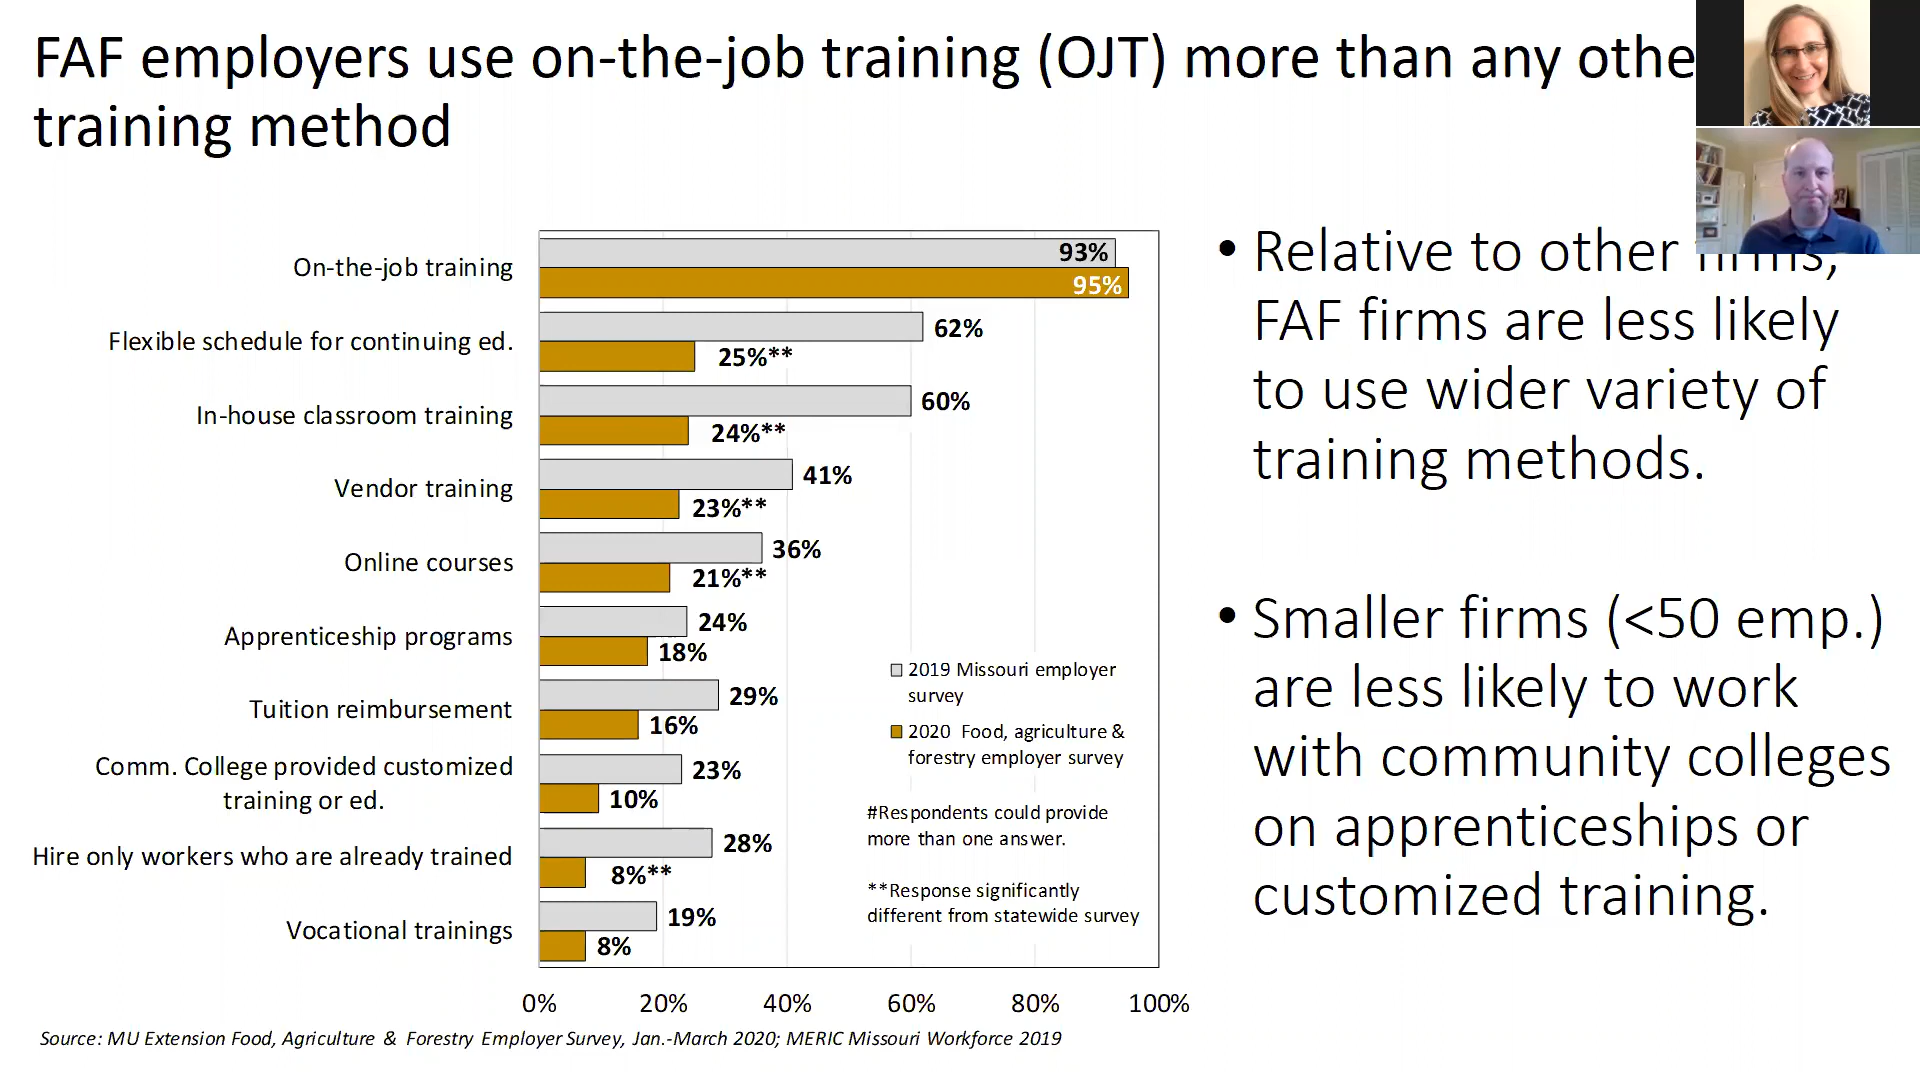 FAF employers use on-the-job training (OJT) more than any othe
training method
On-the-job training
93%
95%
Flexible schedule for continuing ed.
62%
25%**
In-house classroom training
60%
24%**
Vendor training
41%
23%**
Online courses
36%
21%**
Apprenticeship programs
24%
18%
Tuition reimbursement
29%
16%
Comm. College provided customized
training or ed.
23%
10%
Hire only workers who are already trained
28%
8%**
Vocational trainings
19%
8%
2019 Missouri employer
survey
2020 Food, agriculture &
forestry employer survey
#Respondents could provide
more than one answer.
**Response significantly
different from statewide survey
0% 20% 40% 60% 80% 100%
Source: MU Extension Food, Agriculture & Forestry Employer Survey, Jan.-March 2020; MERIC Missouri Workforce 2019
• Relative to other firms,
FAF firms are less likely
to use wider variety of
training methods.
• Smaller firms (<50 emp.)
are less likely to work
with community colleges
on apprenticeships or
customized training.